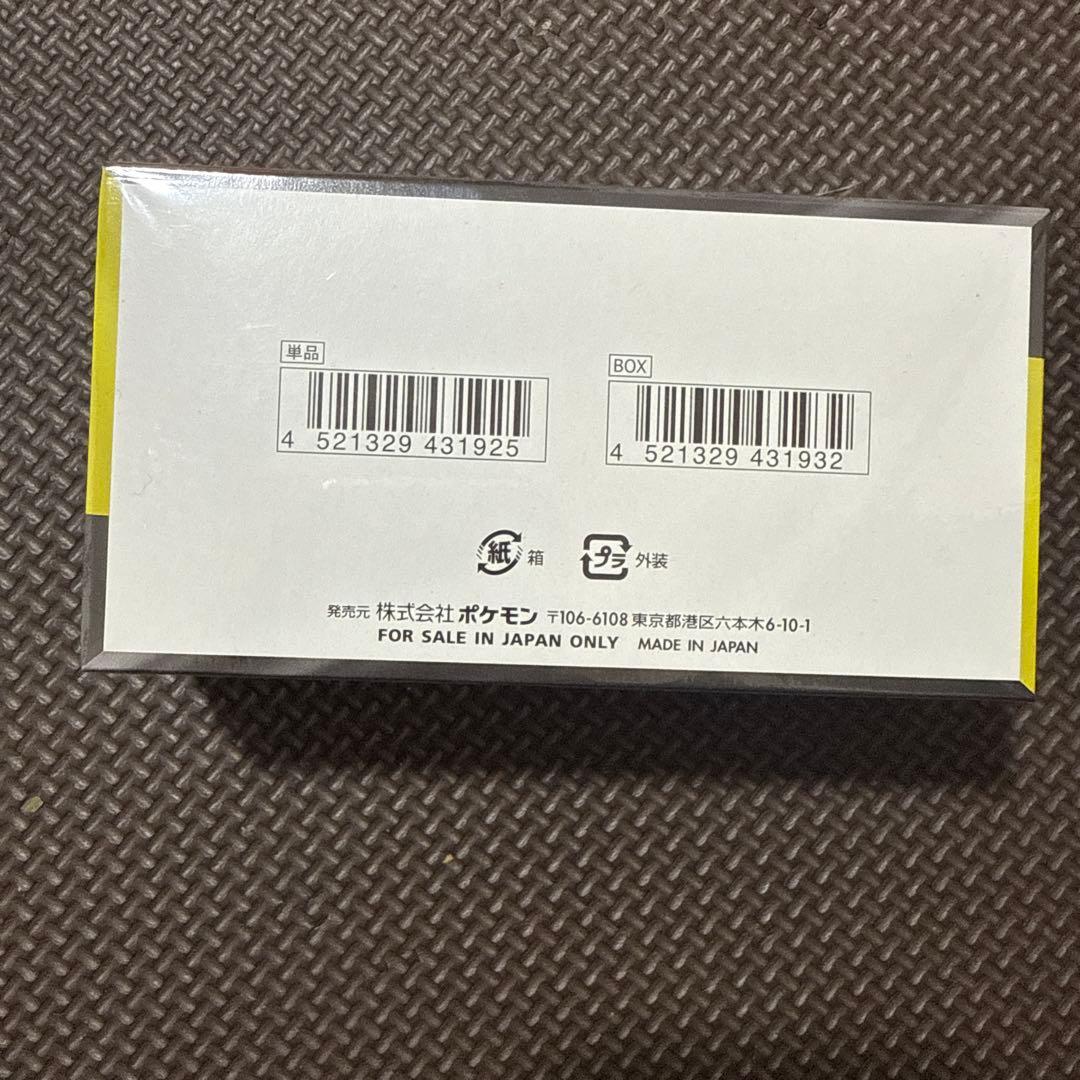 単品
4 521329 431925
BOX
4 521329 431932
紙 箱
プラ 外装
発売元 株式会社 ポケモン 〒106-6108 東京都港区六本木6-10-1
FOR SALE IN JAPAN ONLY MADE IN JAPAN